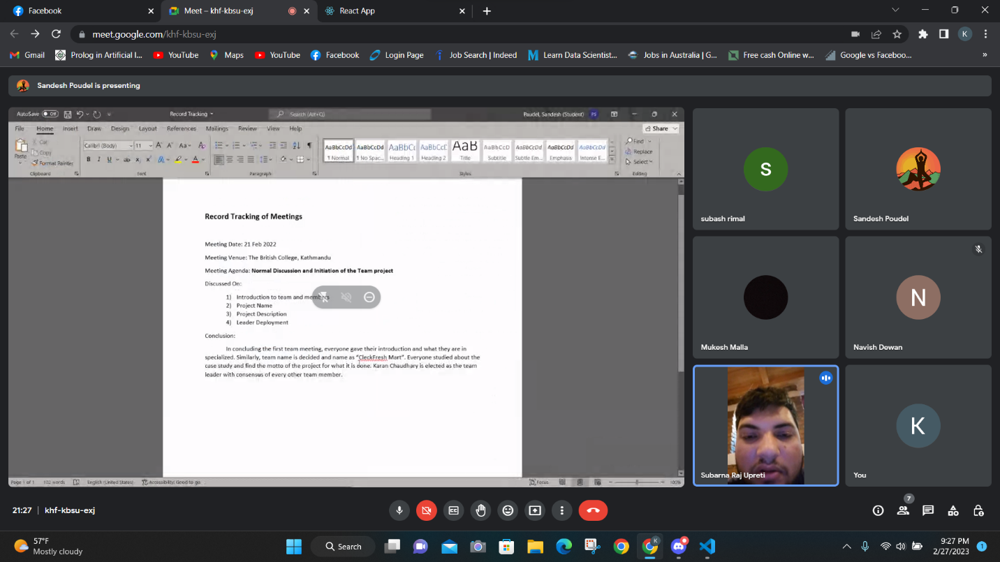 Facebook
Meet – khf-kbsu-exj
React App
meet.google.com/khf-kbsu-exj
K
Gmail
Prolog in Artificial I...
YouTube
Maps
YouTube
Facebook
Login Page
Job Search | Indeed
Learn Data Scientist...
Jobs in Australia | G...
Free cash Online w...
Google vs Faceboo...
»
Sandesh Poudel is presenting
AutoSave Off
Record Tracking
Search (Alt+Q)
Paudel, Sandesh (Student) PS
File Home Insert Draw Design Layout References Mailings Review View Help
Share
Paste
Cut
Copy
Format Painter
Clipboard
Calibri (Body) 11
Font
Paragraph
AaBbCcDd AaBbCcDd AaBbCc AaBbCcC AaB AaBbCcD AaBbCcDd AaBbCcDd AaBbCcDd
¶ Normal ¶ No Spac... Heading 1 Heading 2 Title Subtitle Subtle Em... Emphasis Intense E...
Styles
Find
Replace
Select
Editing
Record Tracking of Meetings
Meeting Date: 21 Feb 2022
Meeting Venue: The British College, Kathmandu
Meeting Agenda: Normal Discussion and Initiation of the Team project
Discussed On:
1) Introduction to team and members
2) Project Name
3) Project Description
4) Leader Deployment
Conclusion:
In concluding the first team meeting, everyone gave their introduction and what they are in
specialized. Similarly, team name is decided and name as “CleckFresh Mart”. Everyone studied about the
case study and find the motto of the project for what it is done. Karan Chaudhary is elected as the team
leader with consensus of every other team member.
Page 1 of 1 102 words English (United States) Accessibility: Good to go
Focus
100%
S
subash rimal
Sandesh Poudel
Mukesh Malla
N
Navish Dewan
Subarna Raj Upreti
K
You
21:27 | khf-kbsu-exj
7
57°F
Mostly cloudy
Search
K
9:27 PM
2/27/2023
1